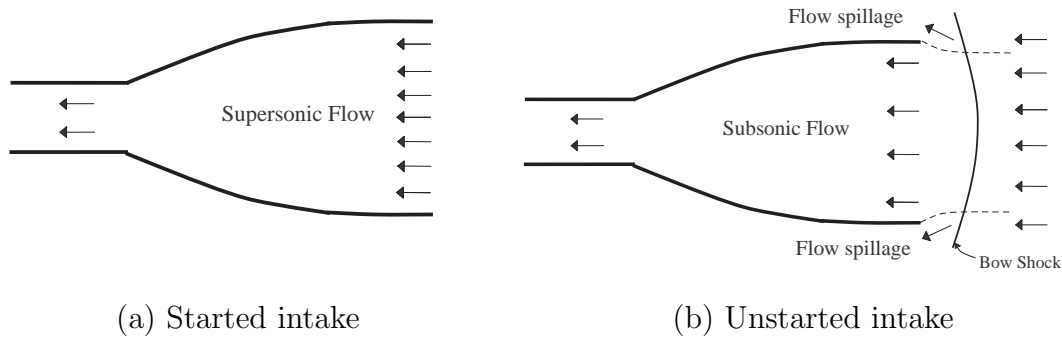 Supersonic Flow
(a) Started intake
Flow spillage
Subsonic Flow
Flow spillage
Bow Shock
(b) Unstarted intake